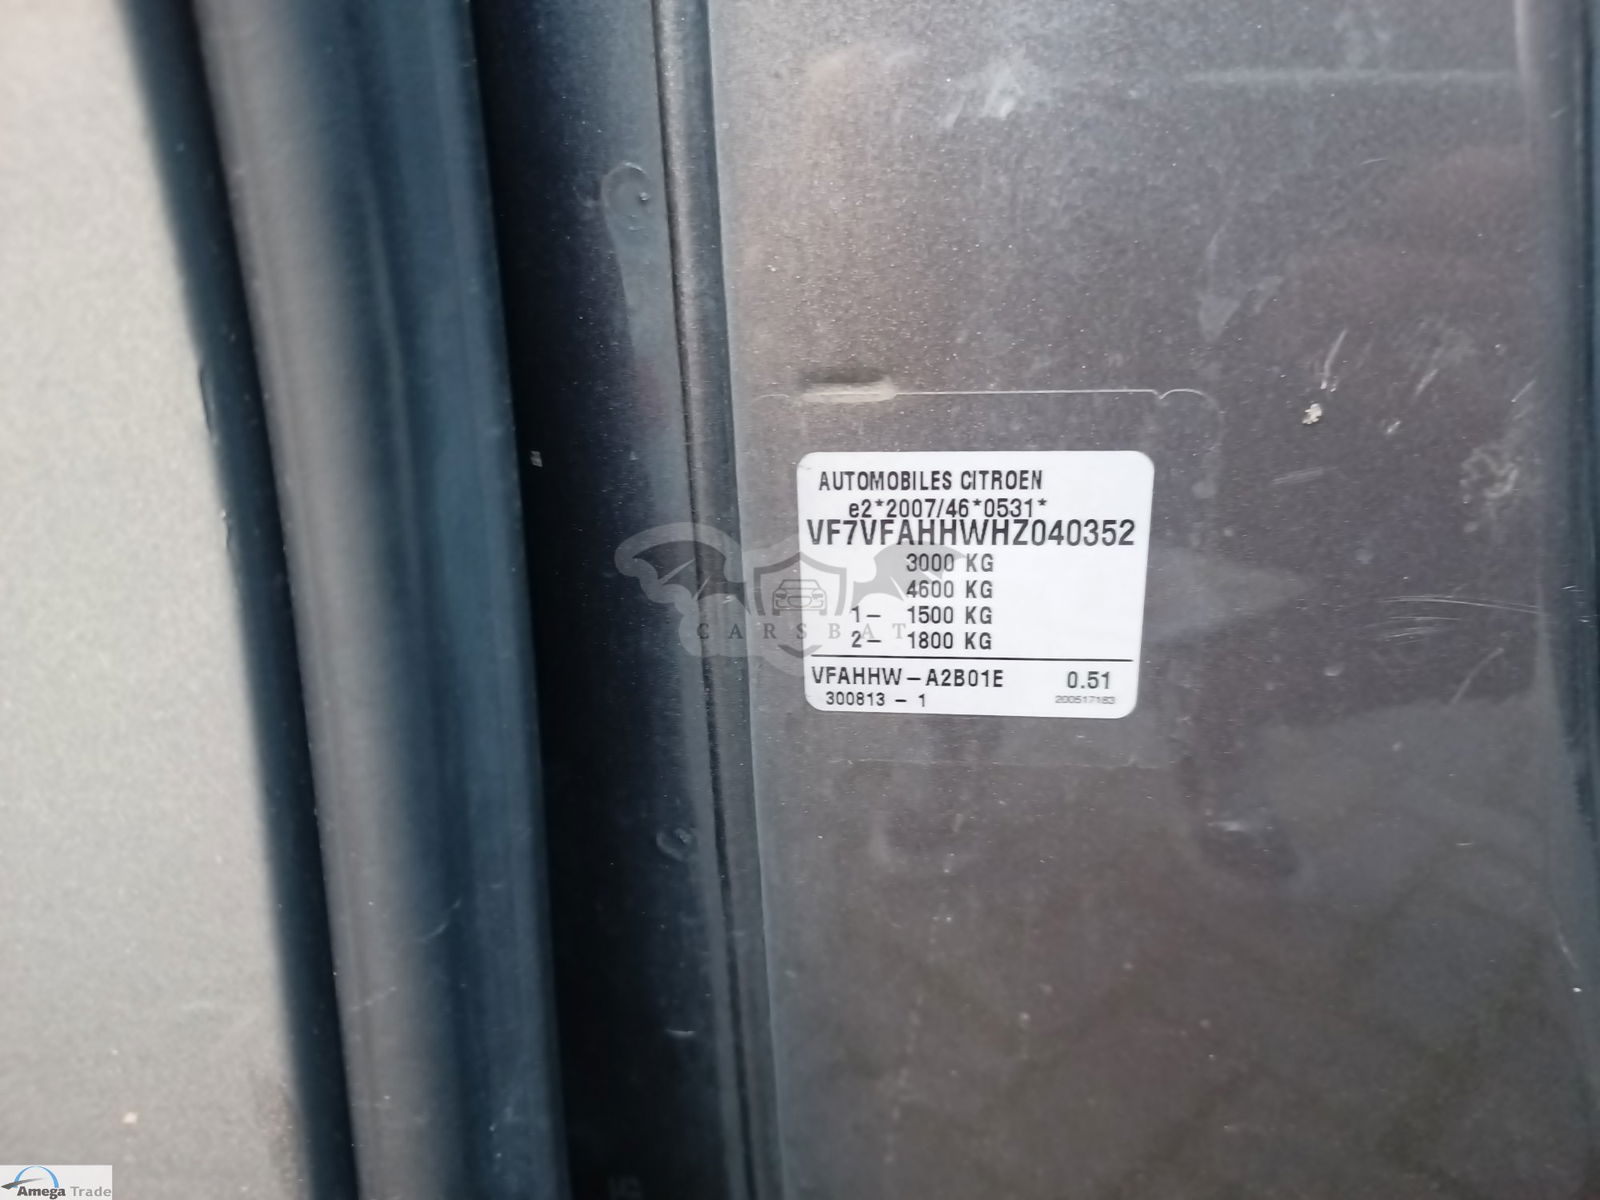 AUTOMOBILES CITROEN
e2*2007/46*0531*
VF7VFAHHWHZ040352
3000 KG
4600 KG
1- 1500 KG
CARSBAT
2- 1800 KG
VFAHHW-A2B01E 0.51
300813 - 1 200517183
Amega Trade